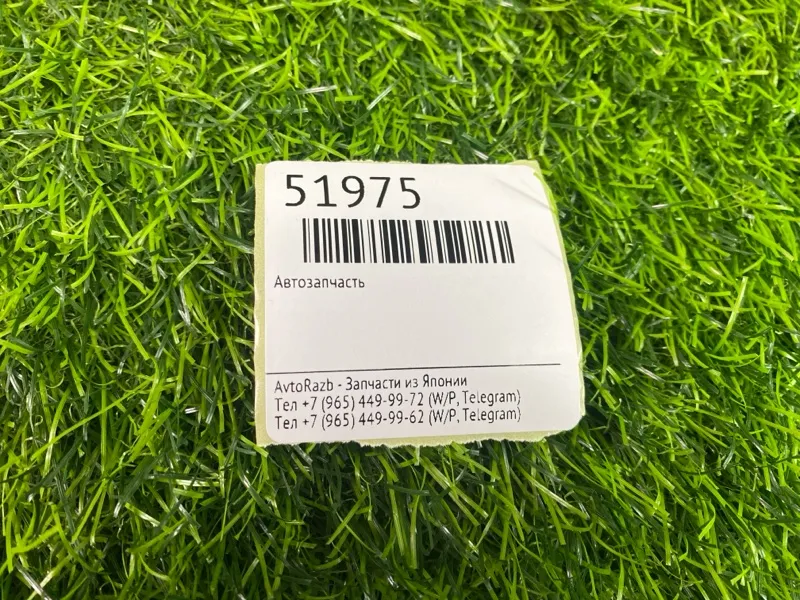 51975
Автозапчасть
AvtoRazb - Запчасти из Японии
Тел +7 (965) 449-99-72 (W/P, Telegram)
Тел +7 (965) 449-99-62 (W/P, Telegram)